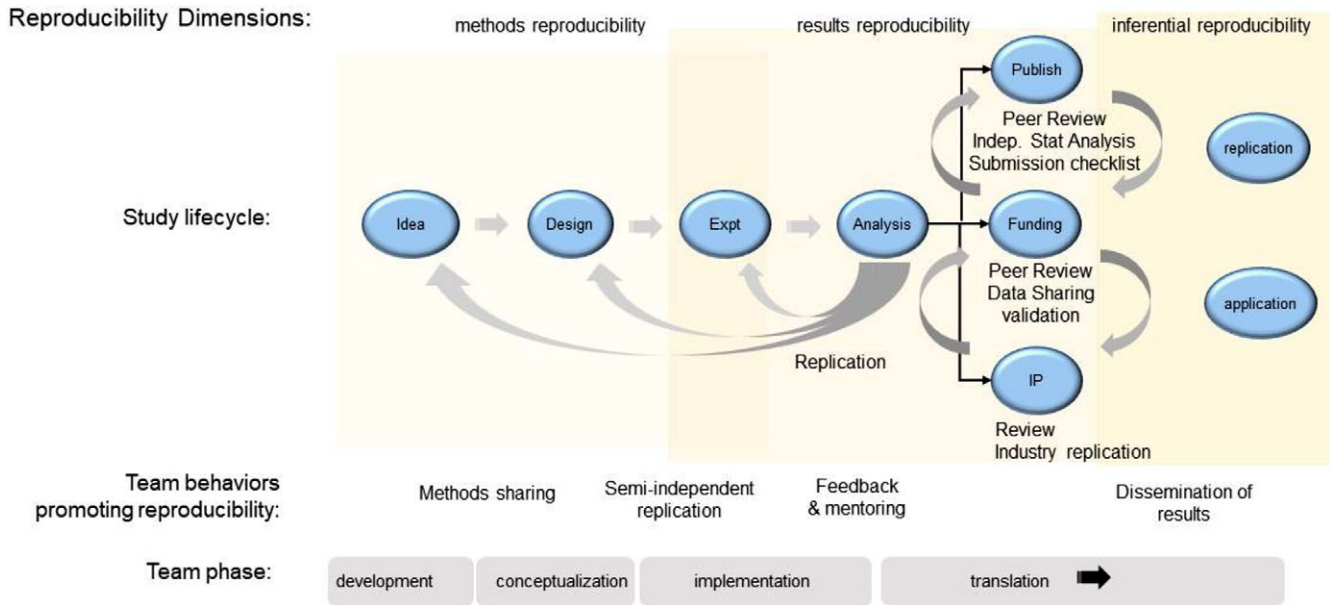 Reproducibility Dimensions:
methods reproducibility
results reproducibility
inferential reproducibility
Study lifecycle:
Idea
Design
Expt
Analysis
Publish
Peer Review
Indep. Stat Analysis
Submission checklist
Funding
Peer Review
Data Sharing
validation
IP
Review
Industry replication
replication
application
Replication
Team behaviors
promoting reproducibility:
Methods sharing
Semi-independent
replication
Feedback
& mentoring
Dissemination of
results
Team phase:
development
conceptualization
implementation
translation